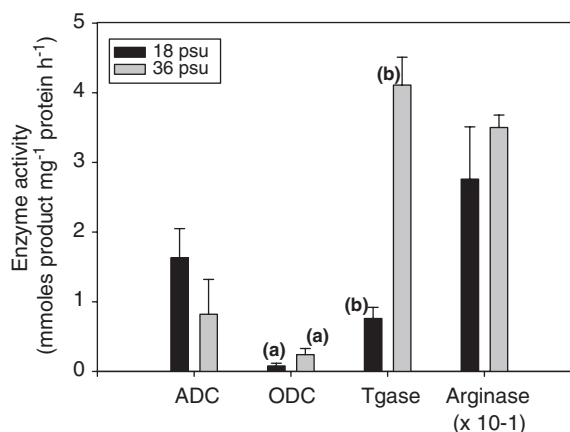 Enzyme activity
(mmoles product mg⁻¹ protein h⁻¹)
5
4
3
2
1
0
18 psu
36 psu
(a)
(a)
(b)
(b)
ADC
ODC
Tgase
Arginase
(x 10-1)